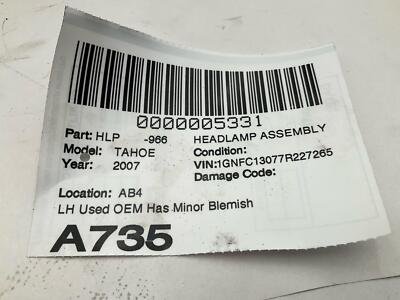 0000005331
Part: HLP -966 HEADLAMP ASSEMBLY
Model: TAHOE Condition:
Year: 2007 VIN:1GNFC13077R227265
Damage Code:
Location: AB4
LH Used OEM Has Minor Blemish
A735